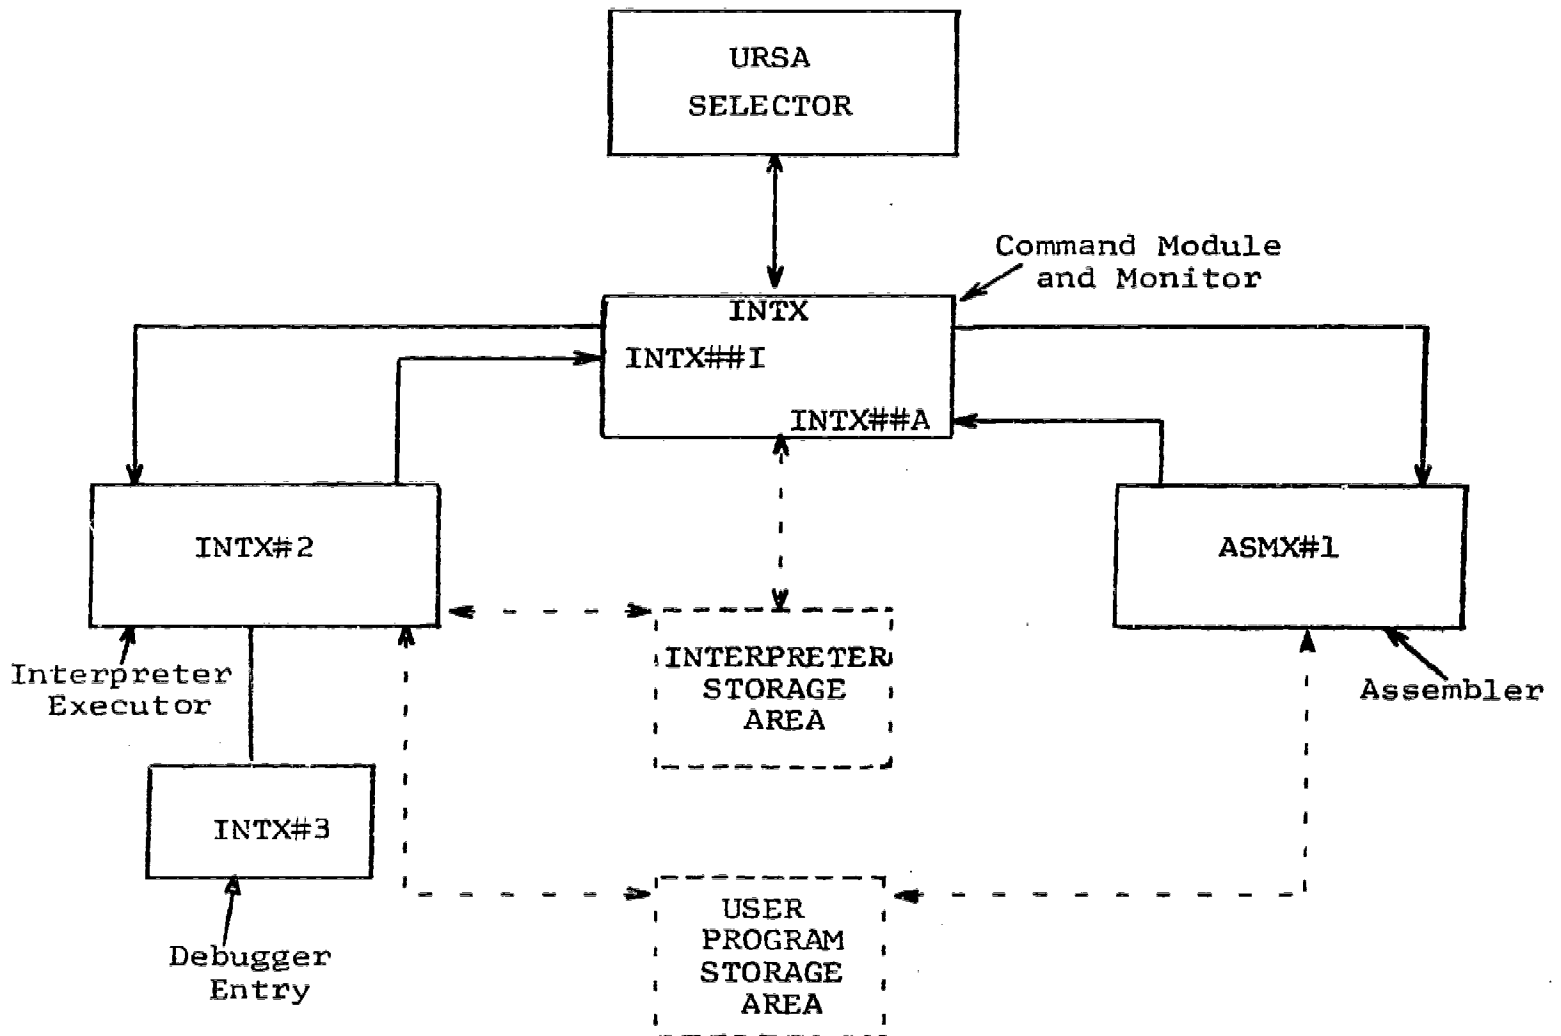 URSA
SELECTOR
Command Module
and Monitor
INTX
INTX##I
INTX##A
INTX#2
ASMX#1
Interpreter
Executor
INTERPRETER
STORAGE
AREA
Assembler
INTX#3
Debugger
Entry
USER
PROGRAM
STORAGE
AREA